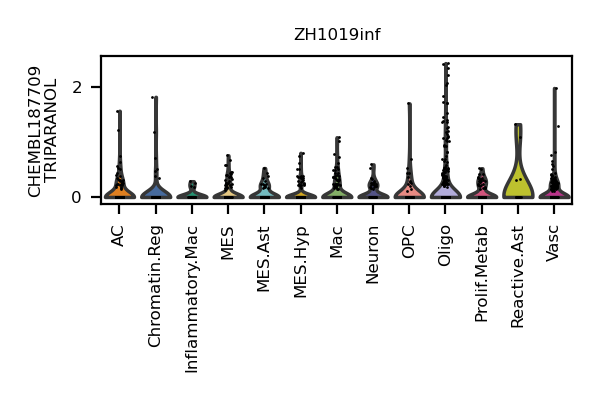 ZH1019inf
CHEMBL187709
TRIPARANOL
2
0
AC
Chromatin.Reg
Inflammatory.Mac
MES
MES.Ast
MES.Hyp
Mac
Neuron
OPC
Oligo
Prolif.Metab
Reactive.Ast
Vasc